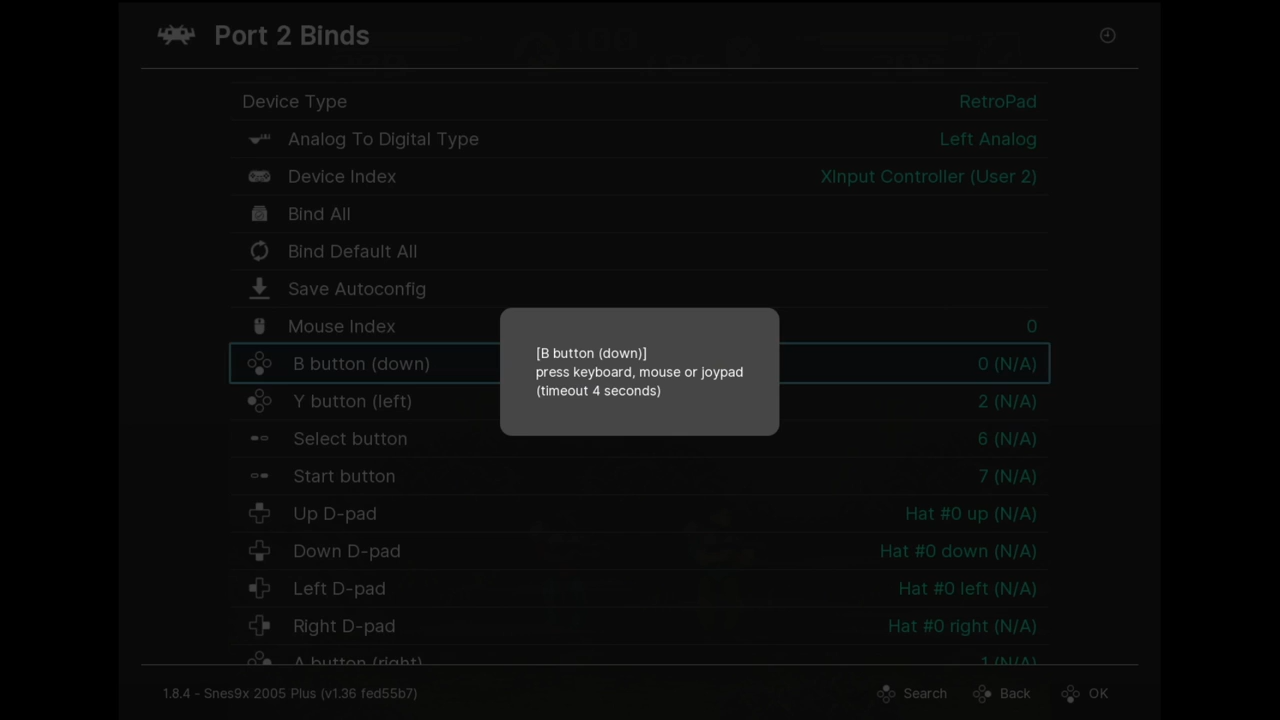 Port 2 Binds
Device Type RetroPad
Analog To Digital Type Left Analog
Device Index XInput Controller (User 2)
Bind All
Bind Default All
Save Autoconfig
Mouse Index 0
B button (down) 0 (N/A)
[B button (down)]
press keyboard, mouse or joypad
(timeout 4 seconds)
Y button (left) 2 (N/A)
Select button 6 (N/A)
Start button 7 (N/A)
Up D-pad Hat #0 up (N/A)
Down D-pad Hat #0 down (N/A)
Left D-pad Hat #0 left (N/A)
Right D-pad Hat #0 right (N/A)
A button (right) 1 (N/A)
1.8.4 - Snes9x 2005 Plus (v1.36 fed55b7) Search Back OK